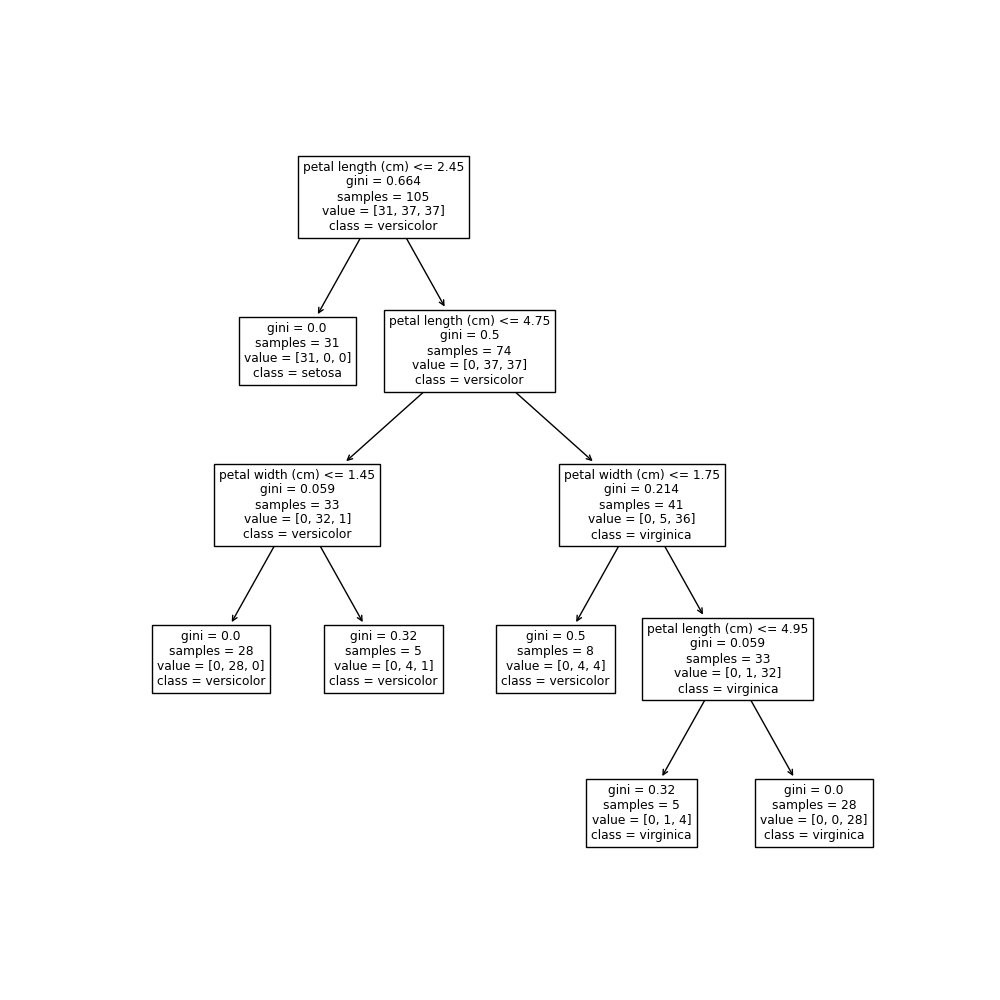 petal length (cm) <= 2.45
gini = 0.664
samples = 105
value = [31, 37, 37]
class = versicolor
gini = 0.0
samples = 31
value = [31, 0, 0]
class = setosa
petal length (cm) <= 4.75
gini = 0.5
samples = 74
value = [0, 37, 37]
class = versicolor
petal width (cm) <= 1.45
gini = 0.059
samples = 33
value = [0, 32, 1]
class = versicolor
petal width (cm) <= 1.75
gini = 0.214
samples = 41
value = [0, 5, 36]
class = virginica
gini = 0.0
samples = 28
value = [0, 28, 0]
class = versicolor
gini = 0.32
samples = 5
value = [0, 4, 1]
class = versicolor
gini = 0.5
samples = 8
value = [0, 4, 4]
class = versicolor
petal length (cm) <= 4.95
gini = 0.059
samples = 33
value = [0, 1, 32]
class = virginica
gini = 0.32
samples = 5
value = [0, 1, 4]
class = virginica
gini = 0.0
samples = 28
value = [0, 0, 28]
class = virginica